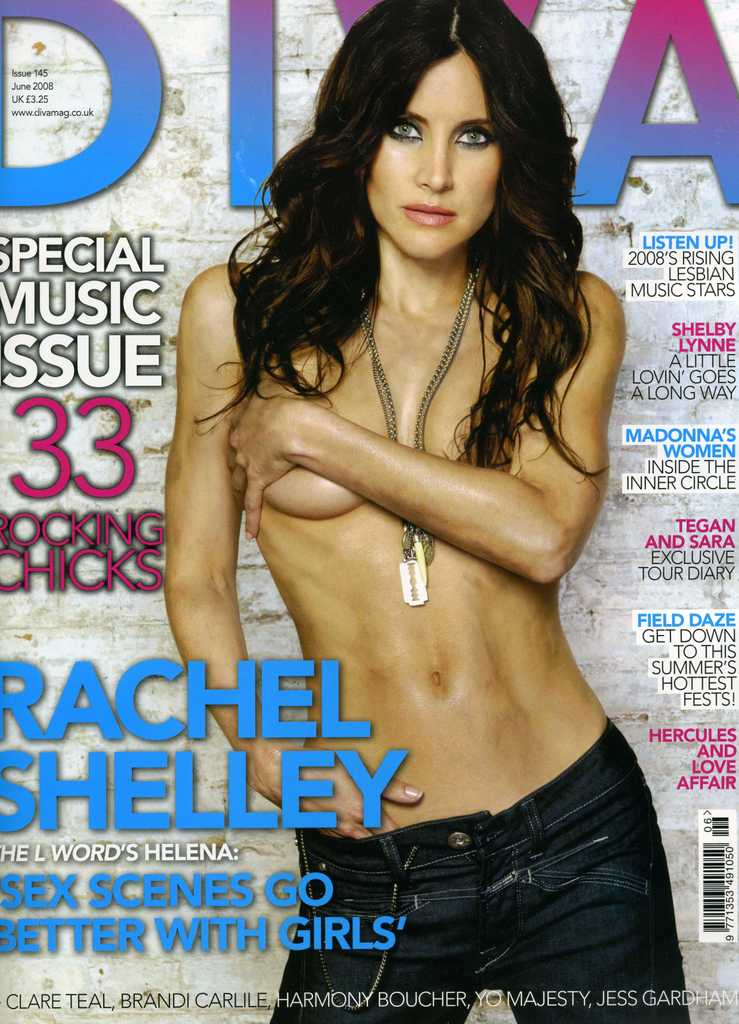 DIVA
Issue 145
June 2008
UK £3.25
www.divamag.co.uk
SPECIAL
MUSIC
ISSUE
33
ROCKING
CHICKS
RACHEL
SHELLEY
THE L WORD'S HELENA:
'SEX SCENES GO
BETTER WITH GIRLS'
LISTEN UP!
2008'S RISING
LESBIAN
MUSIC STARS
SHELBY
LYNNE
A LITTLE
LOVIN' GOES
A LONG WAY
MADONNA'S
WOMEN
INSIDE THE
INNER CIRCLE
TEGAN
AND SARA
EXCLUSIVE
TOUR DIARY
FIELD DAZE
GET DOWN
TO THIS
SUMMER'S
HOTTEST
FESTS!
HERCULES
AND
LOVE
AFFAIR
06>
9 771353 491050
CLARE TEAL, BRANDI CARLILE, HARMONY BOUCHER, YO MAJESTY, JESS GARDHAM